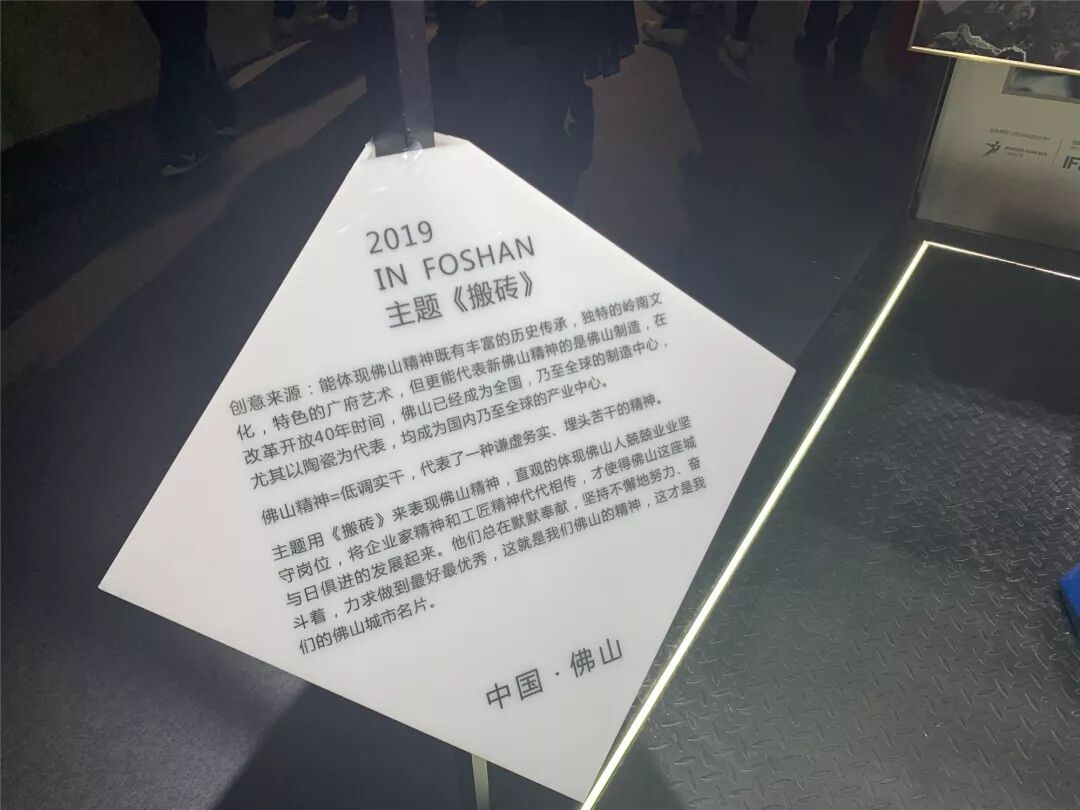 2019
IN FOSHAN
主题《搬砖》
创意来源：能体现佛山精神既有丰富的历史传承，独特的岭南文
化，特色的广府艺术，但更能代表新佛山精神的是佛山制造，在
改革开放40年时间，佛山已经成为全国，乃至全球的制造中心，
尤其以陶瓷为代表，均成为国内乃至全球的产业中心。
佛山精神=低调实干，代表了一种谦虚务实、埋头苦干的精神。
主题用《搬砖》来表现佛山精神，直观的体现佛山人兢兢业业坚
守岗位，将企业家精神和工匠精神代代相传，才使得佛山这座城
与日俱进的发展起来。他们总在默默奉献，坚持不懈地努力、奋
斗着，力求做到最好最优秀，这就是我们佛山的精神，这才是我
们的佛山城市名片。
中国·佛山